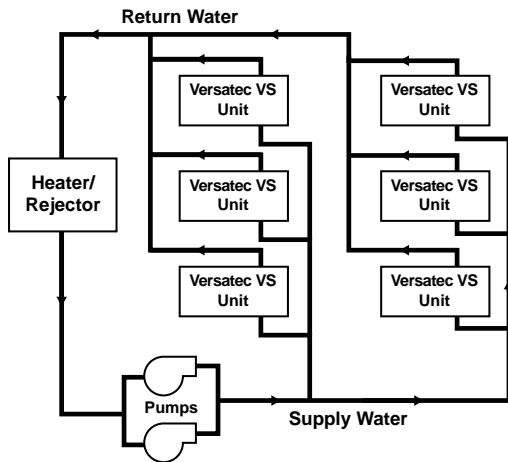 Return Water
Versatec VS
Unit
Versatec VS
Unit
Heater/
Rejector
Versatec VS
Unit
Versatec VS
Unit
Versatec VS
Unit
Versatec VS
Unit
Pumps
Supply Water